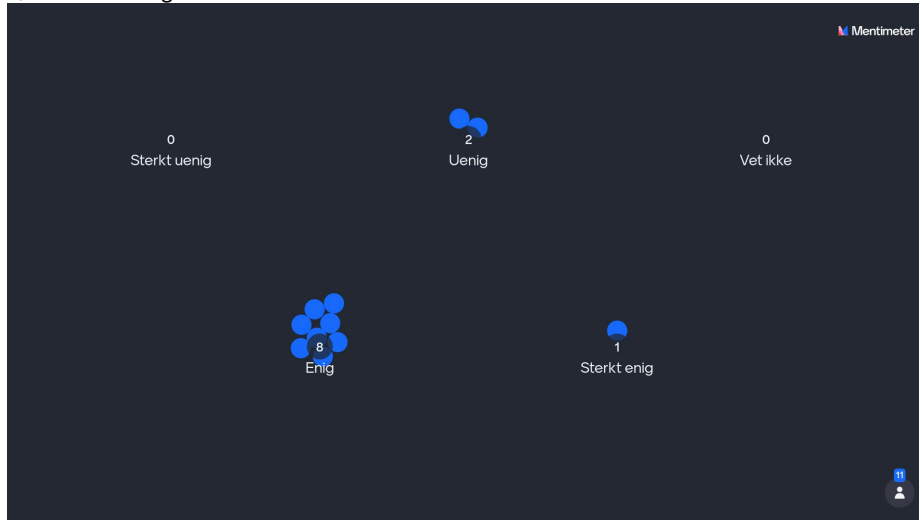 Mentimeter
0
Sterkt uenig
2
Uenig
0
Vet ikke
8
Enig
1
Sterkt enig
11